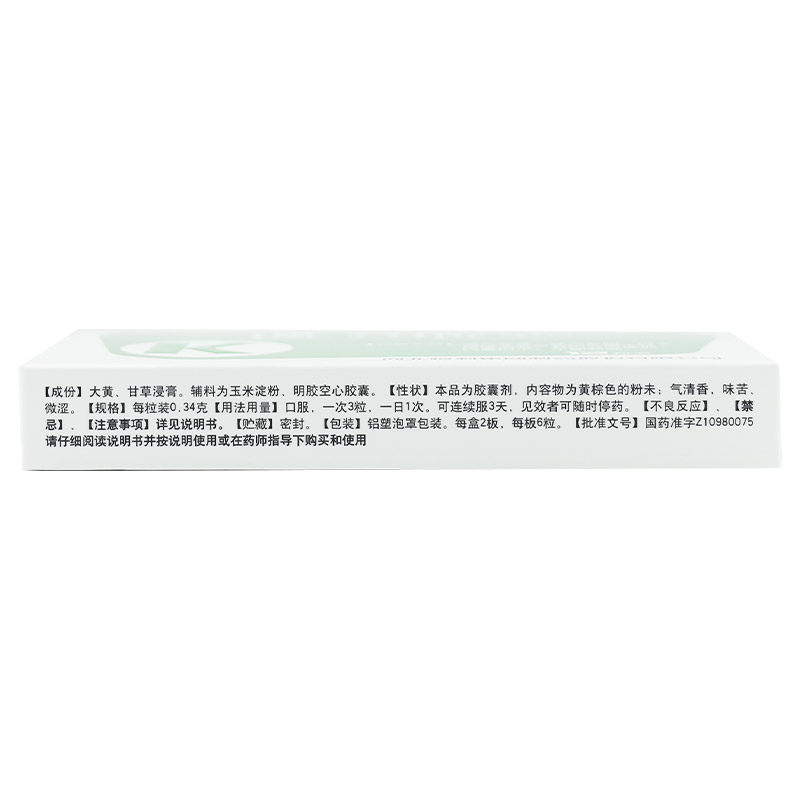 【成份】大黄、甘草浸膏。辅料为玉米淀粉、明胶空心胶囊。【性状】本品为胶囊剂，内容物为黄棕色的粉未；气清香，味苦、
微涩。【规格】每粒装0.34克【用法用量】口服，一次3粒，一日1次。可连续服3天，见效者可随时停药。【不良反应】、【禁
忌】、【注意事项】详见说明书。【贮藏】密封。【包装】铝塑泡罩包装。每盒2板，每板6粒。【批准文号】国药准字Z10980075
请仔细阅读说明书并按说明使用或在药师指导下购买和使用